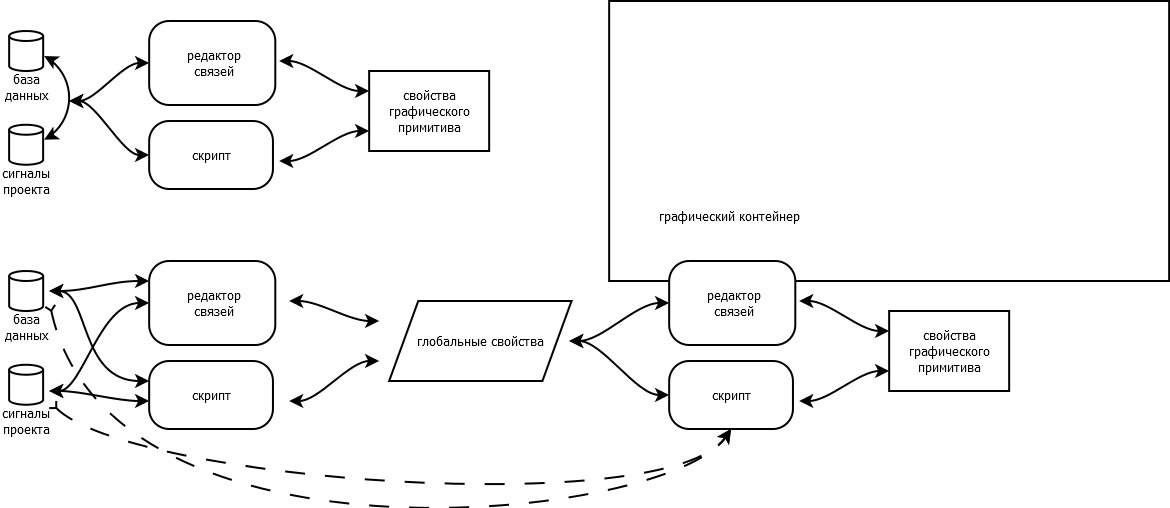 база
данных
сигналы
проекта
редактор
связей
скрипт
свойства
графического
примитива
графический контейнер
база
данных
сигналы
проекта
редактор
связей
скрипт
глобальные свойства
редактор
связей
скрипт
свойства
графического
примитива